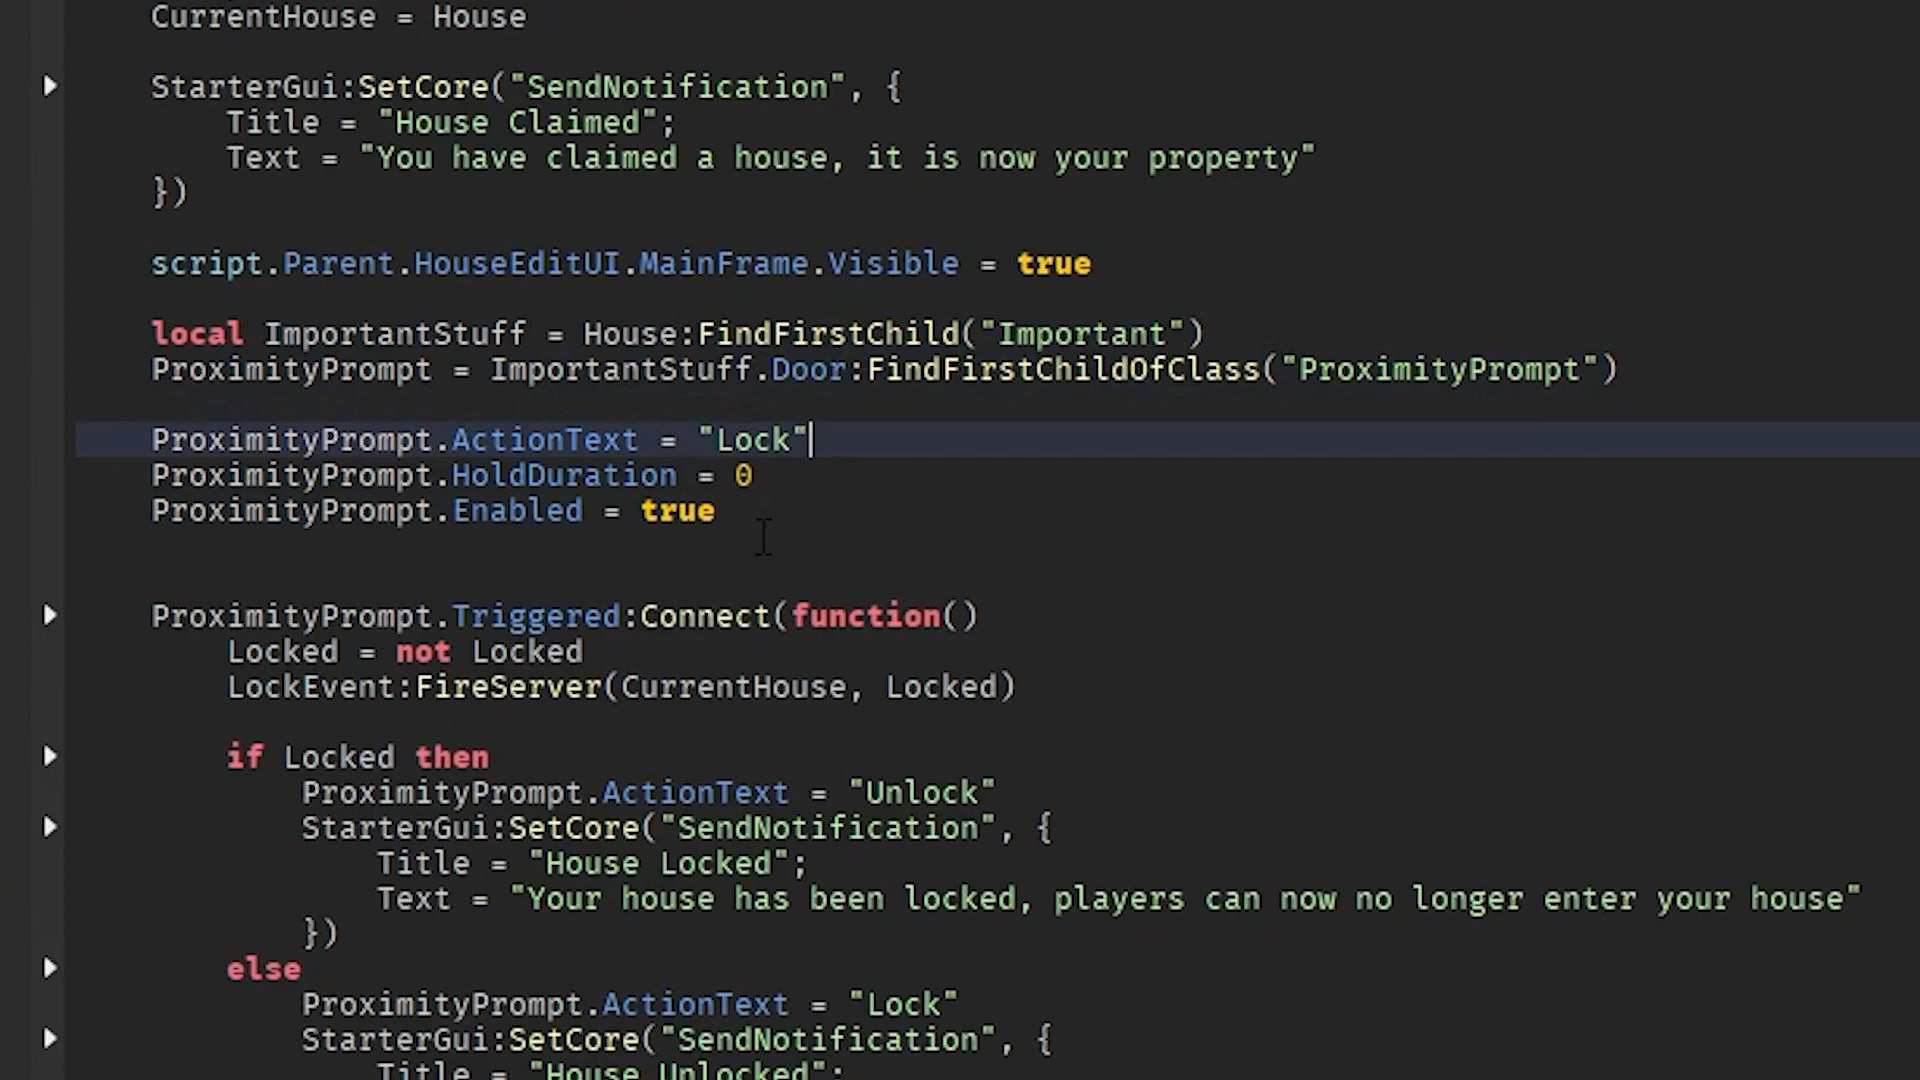 CurrentHouse = House
StarterGui:SetCore("SendNotification", {
Title = "House Claimed";
Text = "You have claimed a house, it is now your property"
})
script.Parent.HouseEditUI.MainFrame.Visible = true
local ImportantStuff = House:FindFirstChild("Important")
ProximityPrompt = ImportantStuff.Door:FindFirstChildOfClass("ProximityPrompt")
ProximityPrompt.ActionText = "Lock"
ProximityPrompt.HoldDuration = 0
ProximityPrompt.Enabled = true
ProximityPrompt.Triggered:Connect(function()
Locked = not Locked
LockEvent:FireServer(CurrentHouse, Locked)
if Locked then
ProximityPrompt.ActionText = "Unlock"
StarterGui:SetCore("SendNotification", {
Title = "House Locked";
Text = "Your house has been locked, players can now no longer enter your house"
})
else
ProximityPrompt.ActionText = "Lock"
StarterGui:SetCore("SendNotification", {
Title = "House Unlocked";